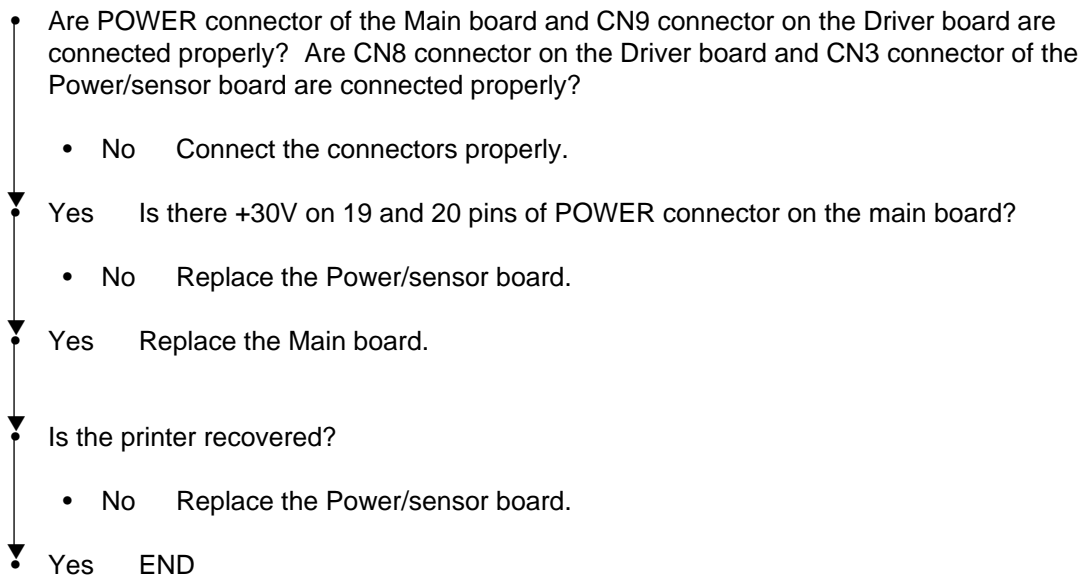 • Are POWER connector of the Main board and CN9 connector on the Driver board are
connected properly? Are CN8 connector on the Driver board and CN3 connector of the
Power/sensor board are connected properly?
• No Connect the connectors properly.
• Yes Is there +30V on 19 and 20 pins of POWER connector on the main board?
• No Replace the Power/sensor board.
• Yes Replace the Main board.
• Is the printer recovered?
• No Replace the Power/sensor board.
• Yes END